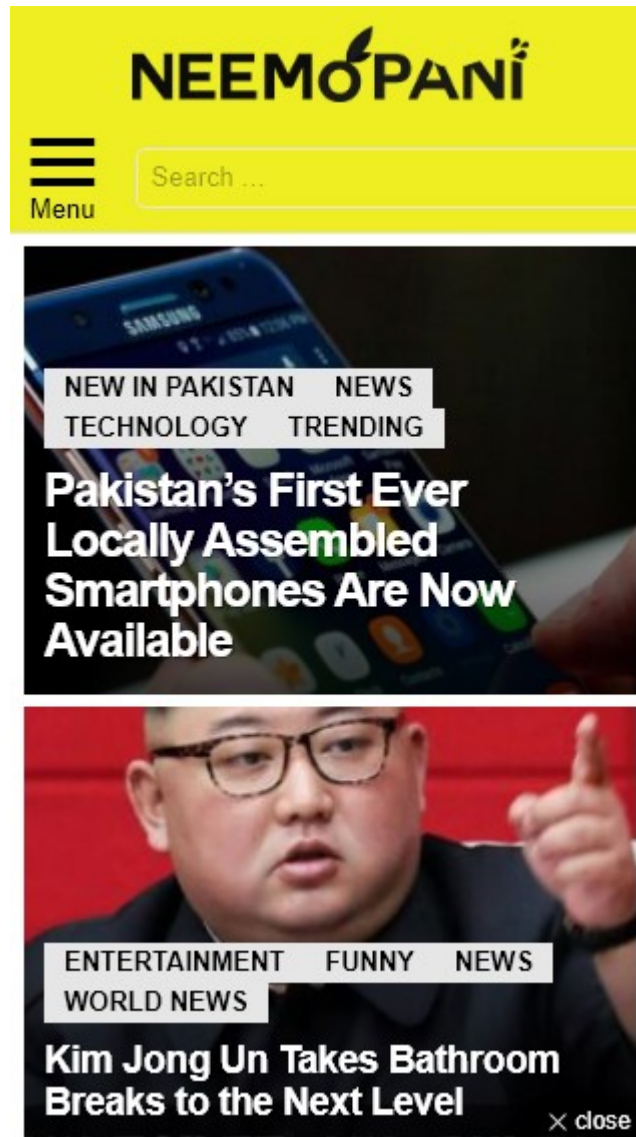 NEEMOPANI
Menu
Search ...
SAMSUNG
NEW IN PAKISTAN NEWS
TECHNOLOGY TRENDING
Pakistan's First Ever
Locally Assembled
Smartphones Are Now
Available
ENTERTAINMENT FUNNY NEWS
WORLD NEWS
Kim Jong Un Takes Bathroom
Breaks to the Next Level
× close